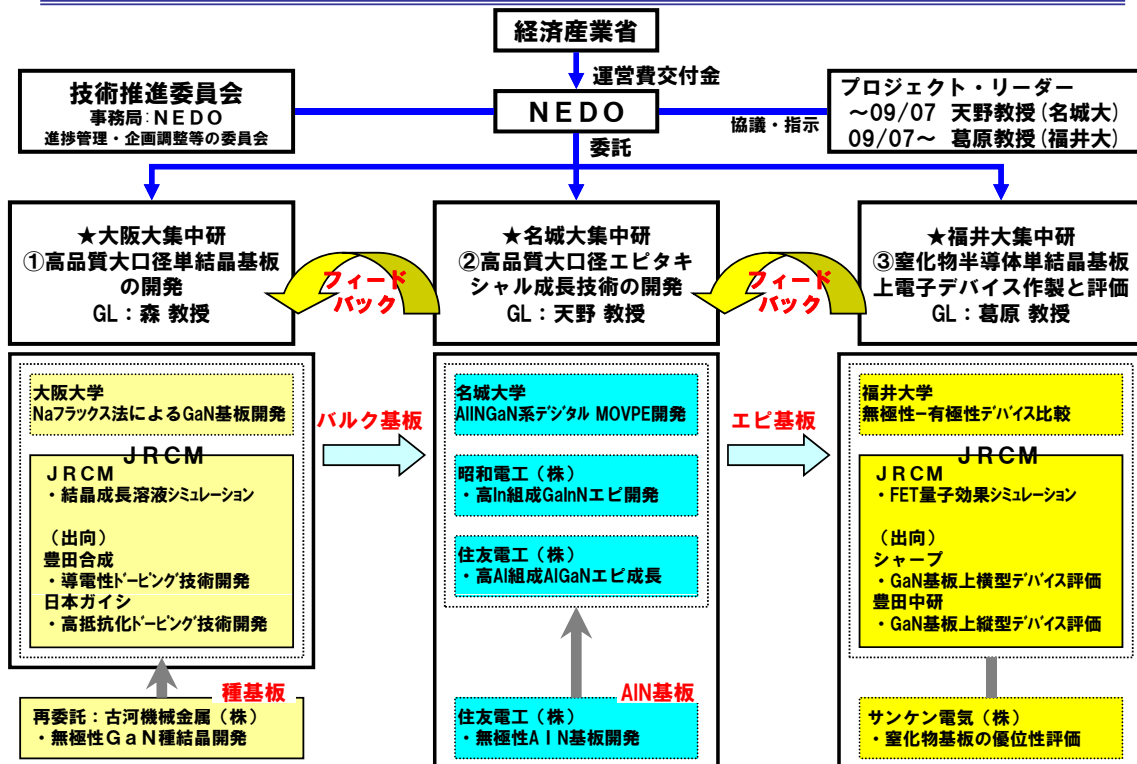 経済産業省
運営費交付金
技術推進委員会
事務局:NEDO
進捗管理・企画調整等の委員会
NEDO
協議・指示
プロジェクト・リーダー
～09/07 天野教授(名城大)
09/07～ 葛原教授(福井大)
委託
★大阪大集中研
①高品質大口径単結晶基板
の開発
GL:森 教授
フィード
バック
★名城大集中研
②高品質大口径エピタキ
シャル成長技術の開発
GL:天野 教授
フィード
バック
★福井大集中研
③窒化物半導体単結晶基板
上電子デバイス作製と評価
GL:葛原 教授
大阪大学
Naフラックス法によるGaN基板開発
JRCM
JRCM
・結晶成長溶液シミュレーション
(出向)
豊田合成
・導電性ドーピング技術開発
日本ガイシ
・高抵抗化ドーピング技術開発
種基板
再委託:古河機械金属(株)
・無極性GaN種結晶開発
バルク基板
名城大学
AlINGaN系デジタル MOVPE開発
昭和電工(株)
・高In組成GaInNエピ開発
住友電工(株)
・高Al組成AlGaNエピ成長
AlN基板
住友電工(株)
・無極性AlN基板開発
エピ基板
福井大学
無極性−有極性デバイス比較
JRCM
JRCM
・FET量子効果シミュレーション
(出向)
シャープ
・GaN基板上横型デバイス評価
豊田中研
・GaN基板上縦型デバイス評価
サンケン電気(株)
・窒化物基板の優位性評価